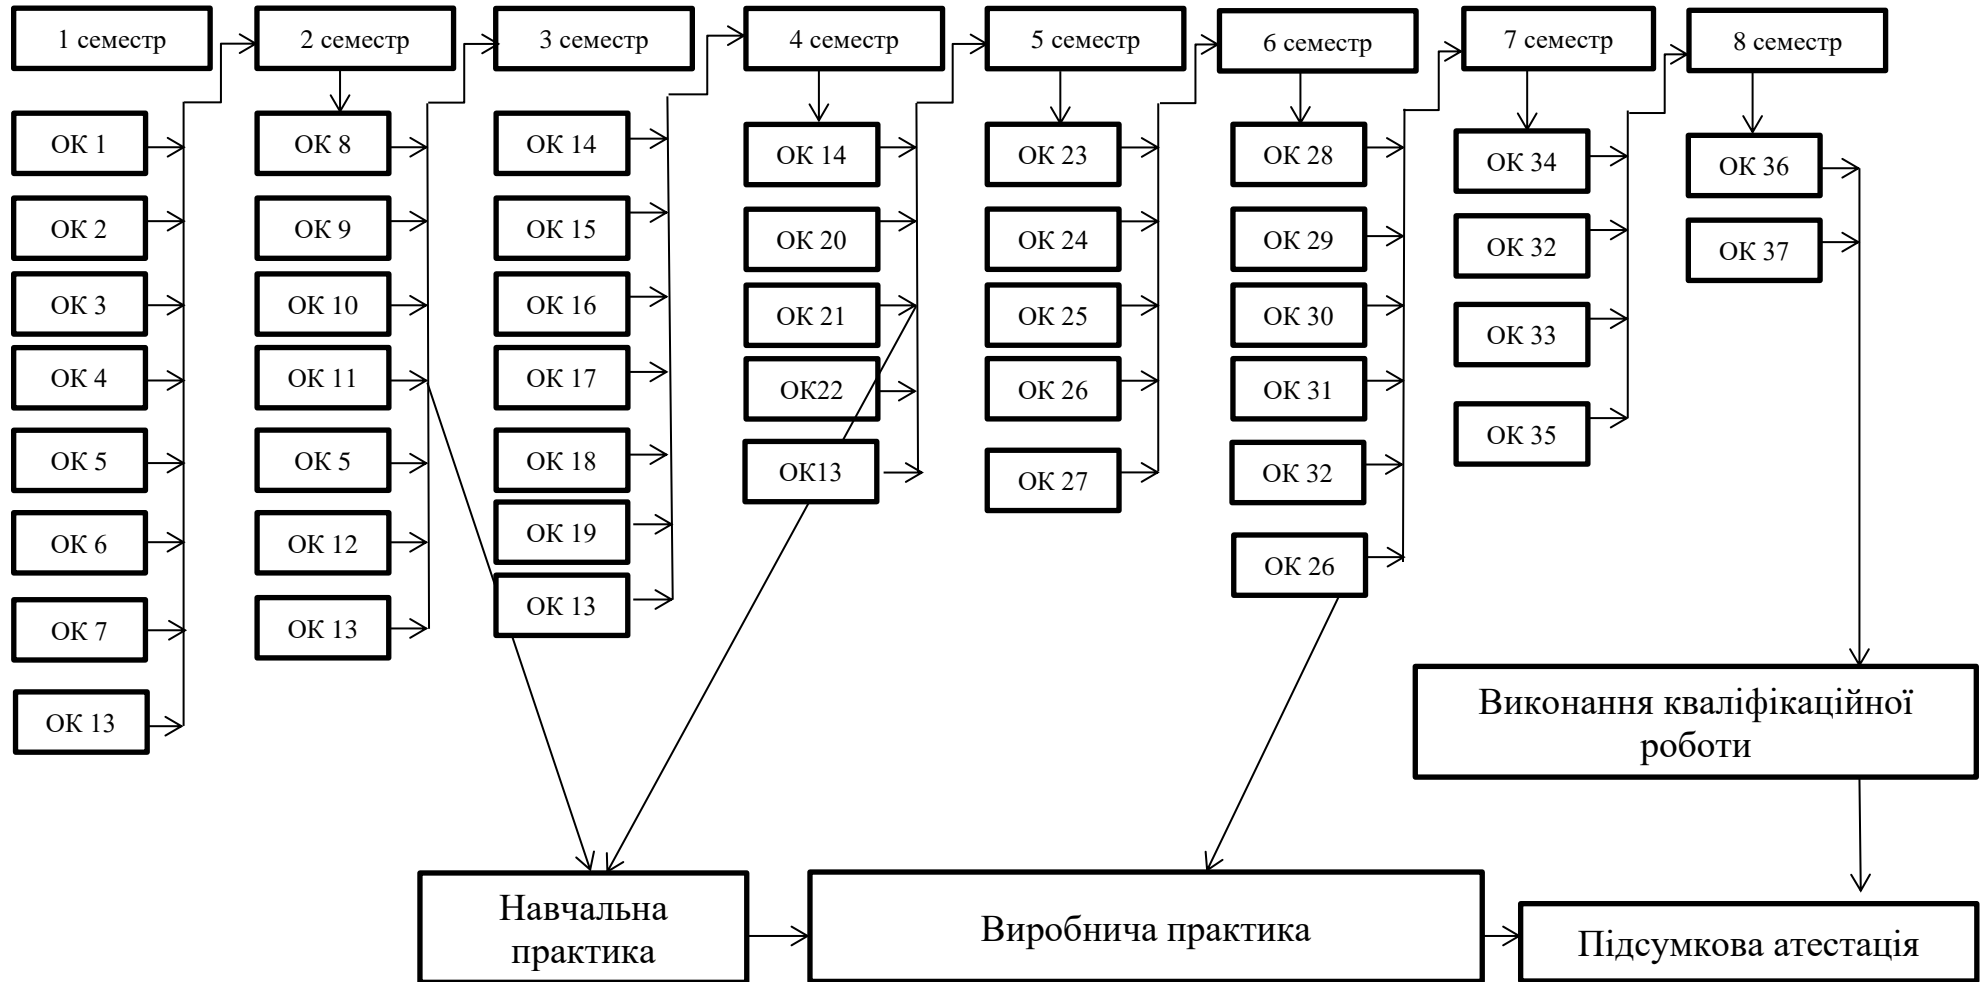 1 семестр
2 семестр
3 семестр
4 семестр
5 семестр
6 семестр
7 семестр
8 семестр
ОК 1
ОК 2
ОК 3
ОК 4
ОК 5
ОК 6
ОК 7
ОК 13
ОК 8
ОК 9
ОК 10
ОК 11
ОК 5
ОК 12
ОК 13
ОК 14
ОК 15
ОК 16
ОК 17
ОК 18
ОК 19
ОК 13
ОК 14
ОК 20
ОК 21
ОК22
ОК13
ОК 23
ОК 24
ОК 25
ОК 26
ОК 27
ОК 28
ОК 29
ОК 30
ОК 31
ОК 32
ОК 26
ОК 34
ОК 32
ОК 33
ОК 35
ОК 36
ОК 37
Виконання кваліфікаційної
роботи
Навчальна
практика
Виробнича практика
Підсумкова атестація